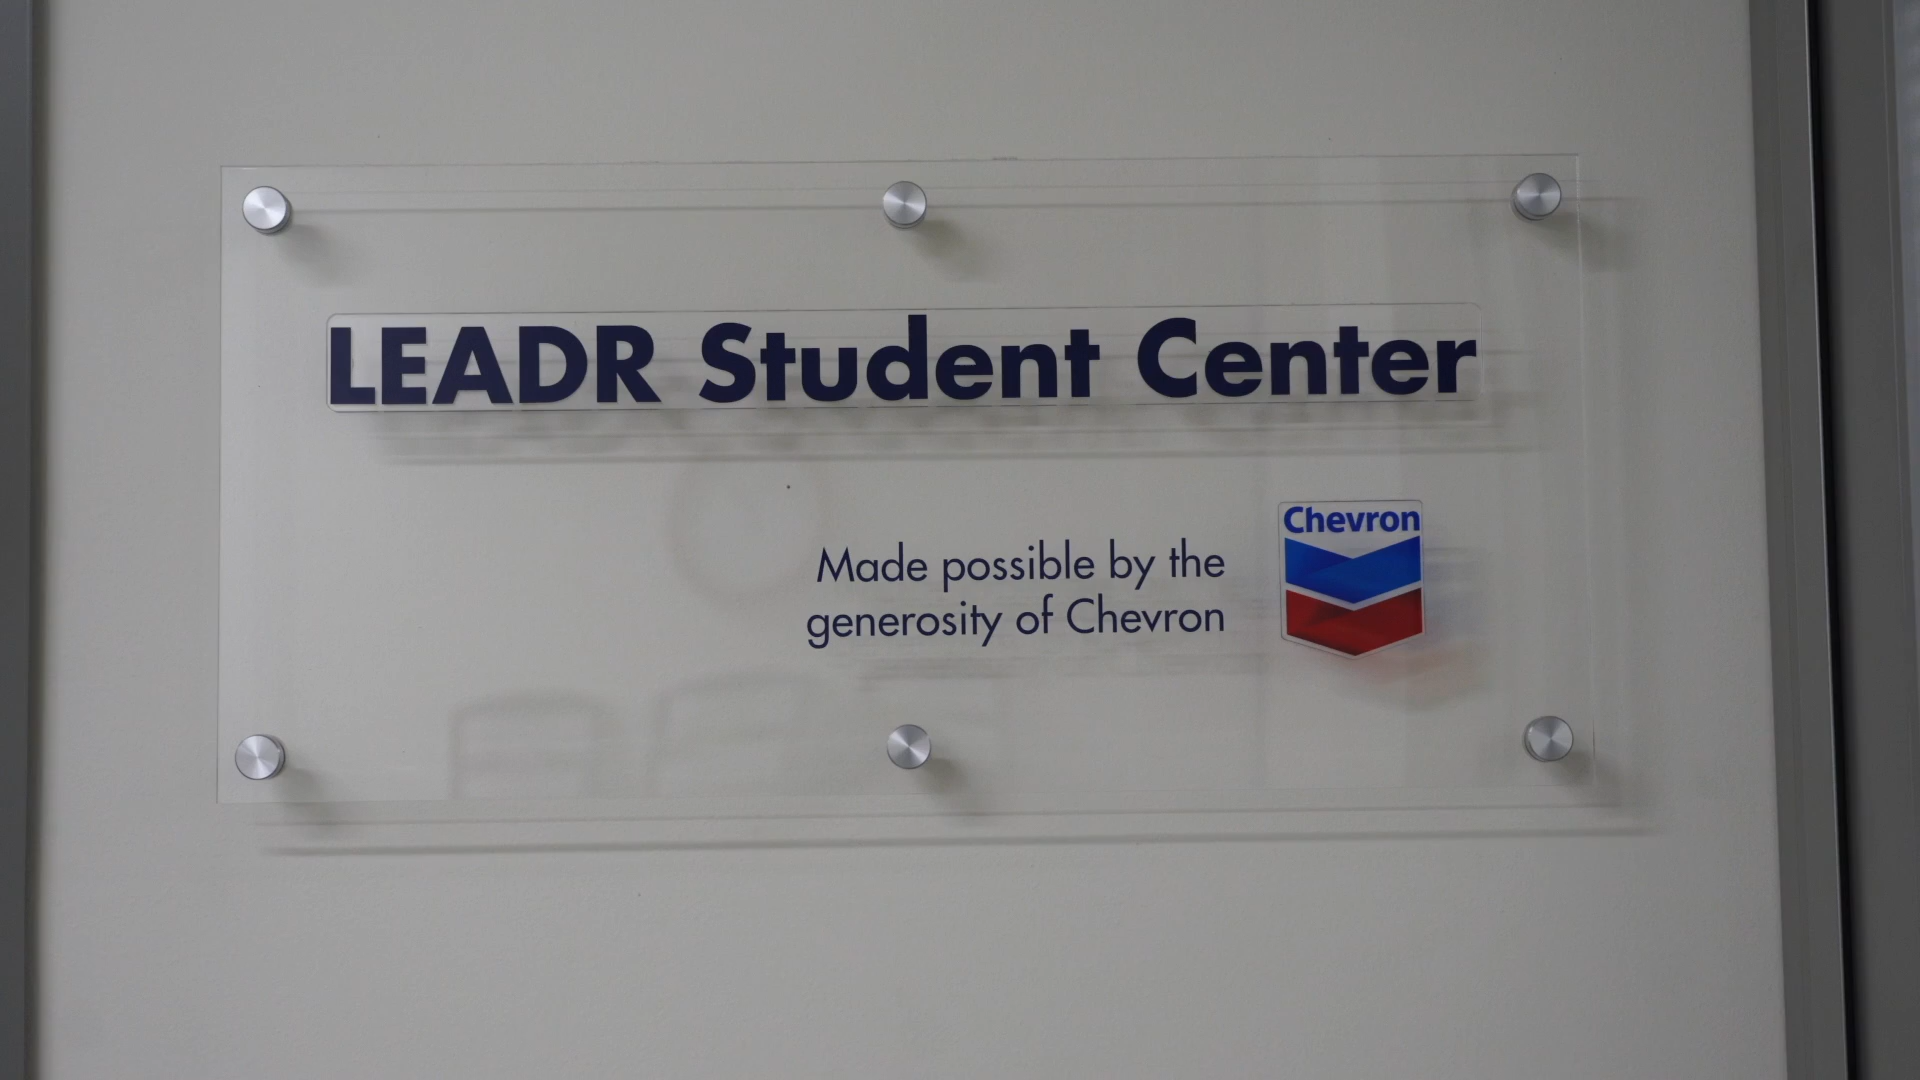 LEADR Student Center
Chevron
Made possible by the
generosity of Chevron